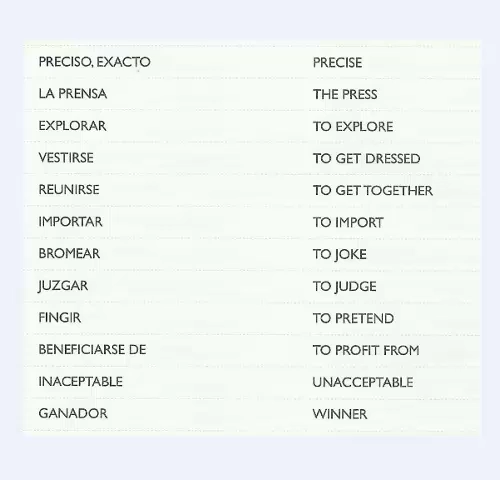 PRECISO, EXACTO PRECISE
LA PRENSA THE PRESS
EXPLORAR TO EXPLORE
VESTIRSE TO GET DRESSED
REUNIRSE TO GET TOGETHER
IMPORTAR TO IMPORT
BROMEAR TO JOKE
JUZGAR TO JUDGE
FINGIR TO PRETEND
BENEFICIARSE DE TO PROFIT FROM
INACEPTABLE UNACCEPTABLE
GANADOR WINNER